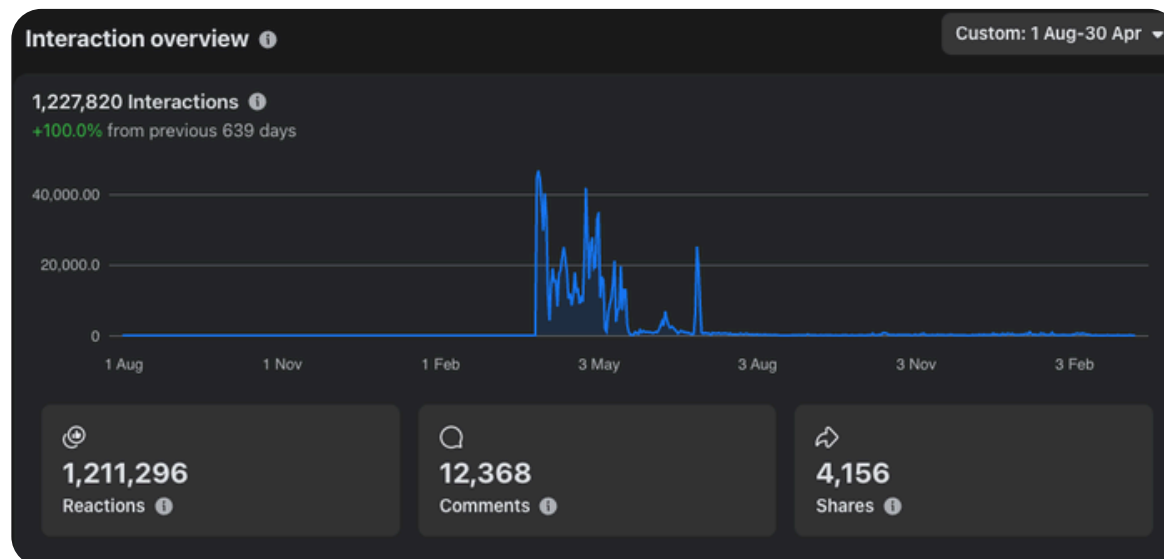 Interaction overview
Custom: 1 Aug-30 Apr
1,227,820 Interactions
+100.0% from previous 639 days
40,000.00
20,000.0
0
1 Aug 1 Nov 1 Feb 3 May 3 Aug 3 Nov 3 Feb
1,211,296 12,368 4,156
Reactions Comments Shares